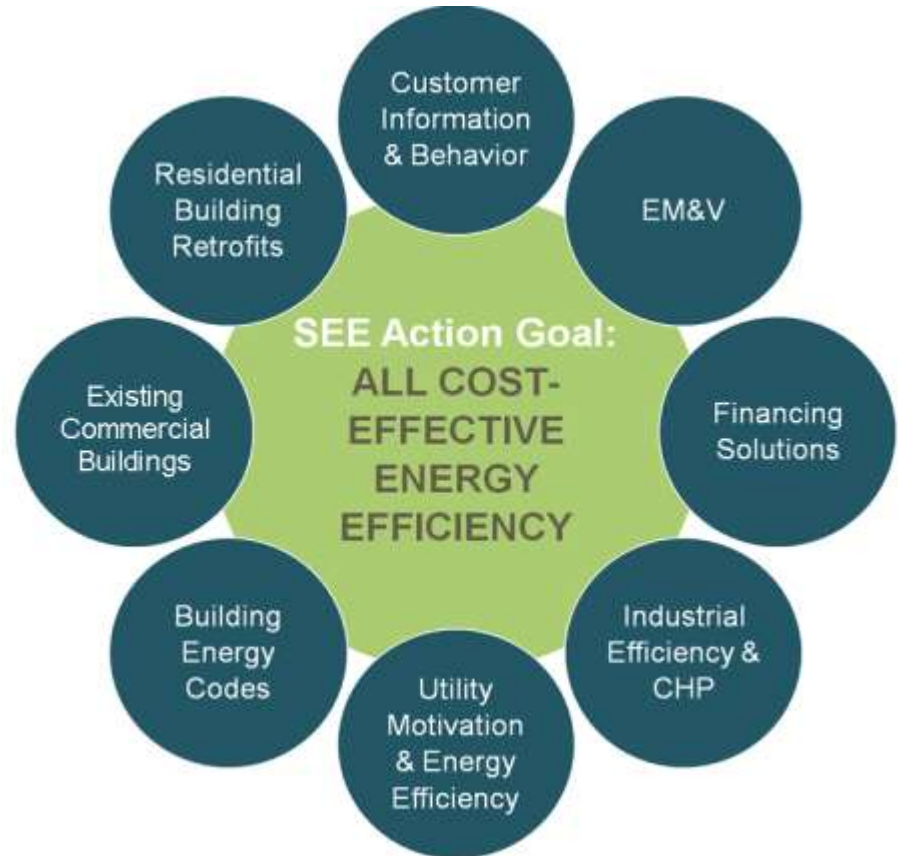 Customer
Information
& Behavior
EM&V
Financing
Solutions
Industrial
Efficiency &
CHP
Utility
Motivation
& Energy
Efficiency
Building
Energy
Codes
Existing
Commercial
Buildings
Residential
Building
Retrofits
SEE Action Goal:
ALL COST-
EFFECTIVE
ENERGY
EFFICIENCY